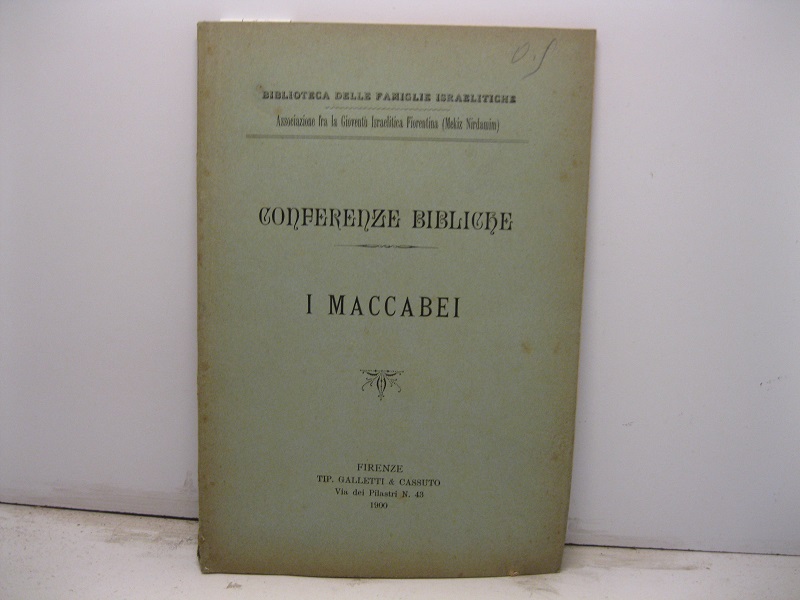 BIBLIOTECA DELLE FAMIGLIE ISRAELITICHE
Associazione fra la Gioventù Israelitica Fiorentina (Mekiz Nirdamim)
CONFERENZE BIBLICHE
I MACCABEI
FIRENZE
TIP. GALLETTI & CASSUTO
Via dei Pilastri N. 43
1900